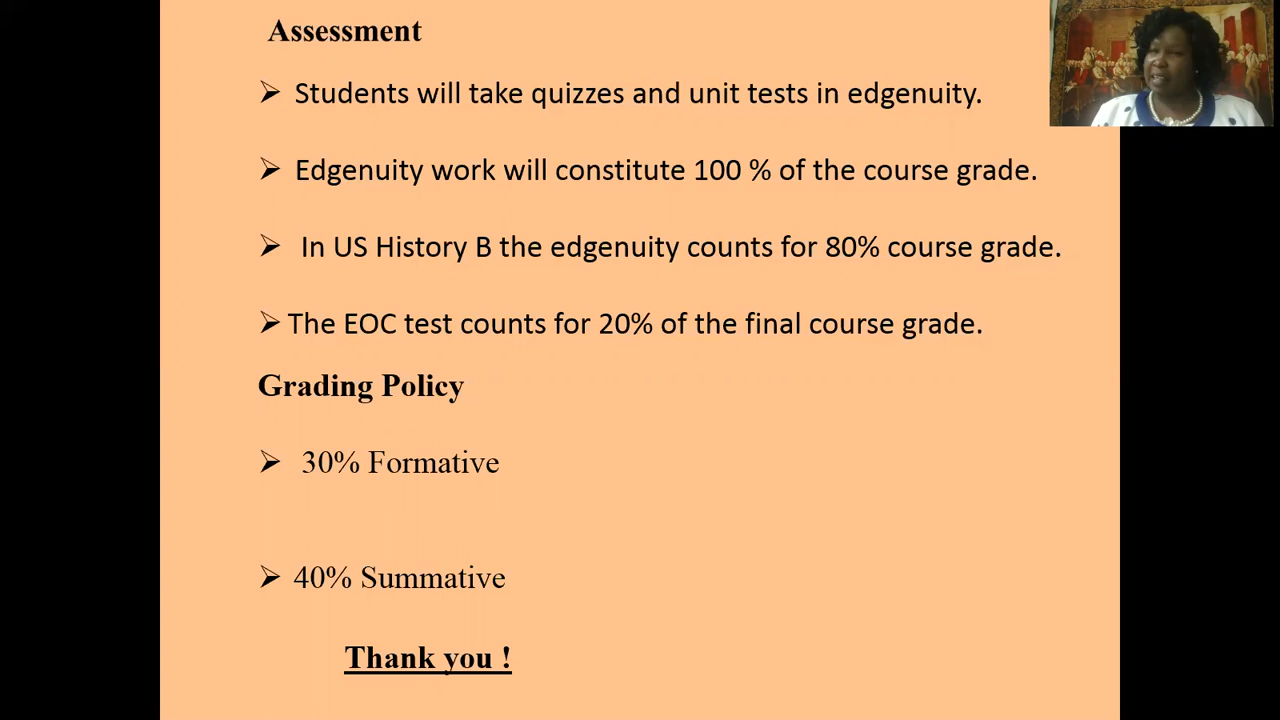 Assessment
➢ Students will take quizzes and unit tests in edgenuity.
➢ Edgenuity work will constitute 100 % of the course grade.
➢ In US History B the edgenuity counts for 80% course grade.
➢ The EOC test counts for 20% of the final course grade.
Grading Policy
➢ 30% Formative
➢ 40% Summative
Thank you !